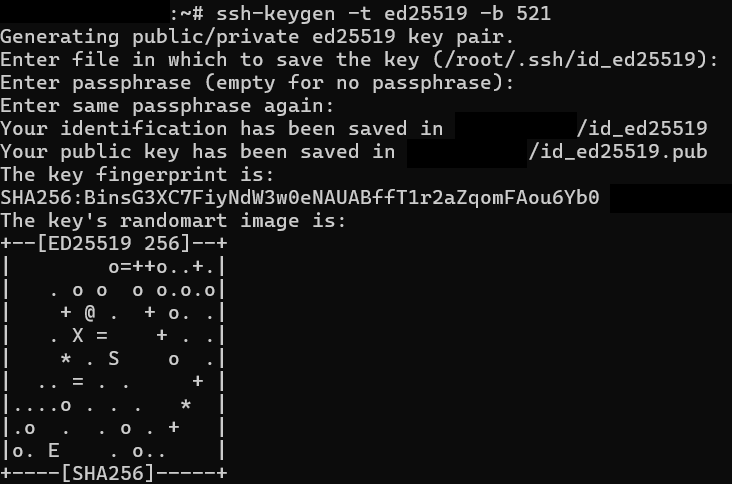 :~# ssh-keygen -t ed25519 -b 521
Generating public/private ed25519 key pair.
Enter file in which to save the key (/root/.ssh/id_ed25519):
Enter passphrase (empty for no passphrase):
Enter same passphrase again:
Your identification has been saved in /id_ed25519
Your public key has been saved in /id_ed25519.pub
The key fingerprint is:
SHA256:BinsG3XC7FiyNdW3w0eNAUABffT1r2aZqomFAou6Yb0
The key's randomart image is:
+--[ED25519 256]--+
|        o=++o..+.|
|   . o o  o o.o.o|
|    + @ .  + o. .|
|   . X =    + . .|
|    * . S    o  .|
|  .. = . .     + |
|....o . . .   *  |
|.o  .  . o . +   |
|o. E    . o..    |
+----[SHA256]-----+